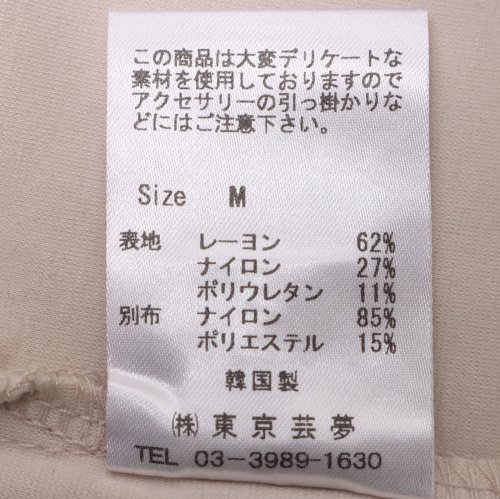 この商品は大変デリケートな
素材を使用しておりますので
アクセサリーの引っ掛かりな
どにはご注意下さい。
Size M
表地 レーヨン 62%
ナイロン 27%
ポリウレタン 11%
別布 ナイロン 85%
ポリエステル 15%
韓国製
㈱東京芸夢
TEL 03-3989-1630